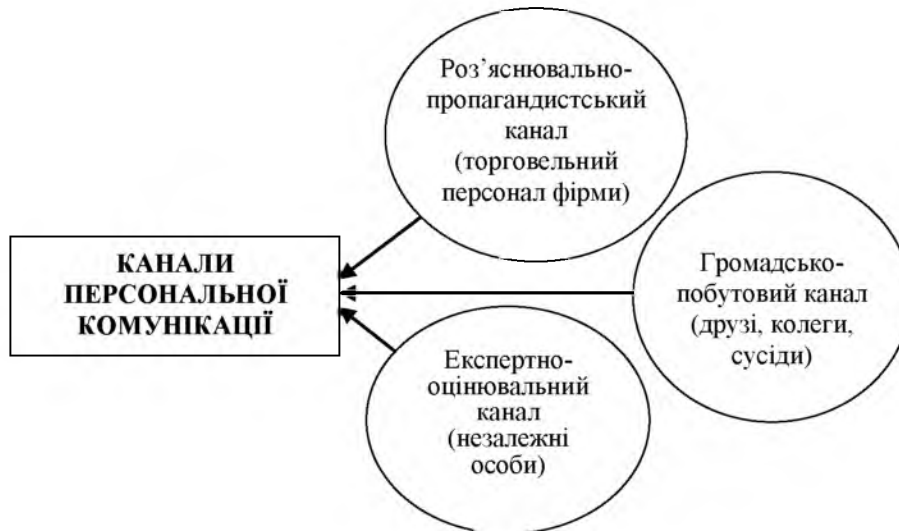 Роз’яснювально-
пропагандистський
канал
(торговельний
персонал фірми)
КАНАЛИ
ПЕРСОНАЛЬНОЇ
КОМУНІКАЦІЇ
Громадсько-
побутовий канал
(друзі, колеги,
сусіди)
Експертно-
оцінювальний
канал
(незалежні
особи)